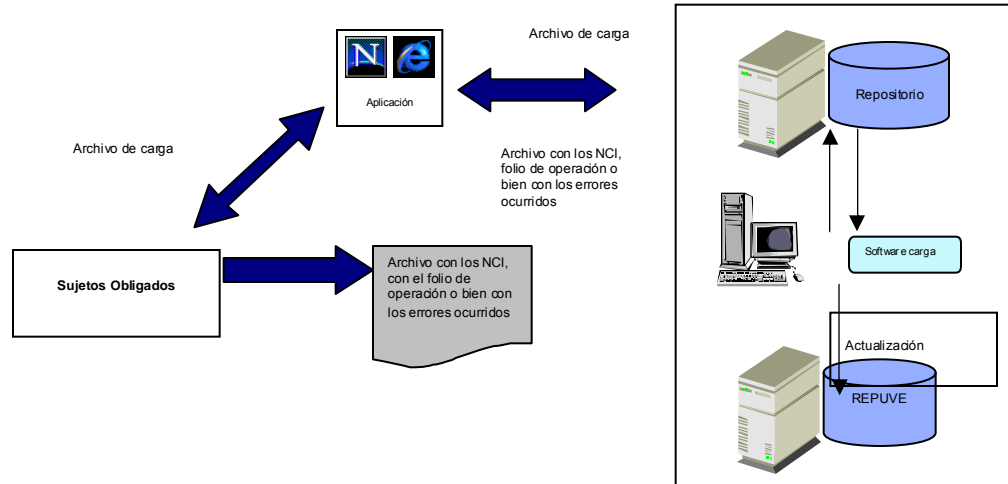 Archivo de carga
N
Aplicación
Archivo de carga
Archivo con los NCI,
folio de operación o
bien con los errores
ocurridos
Sujetos Obligados
Archivo con los NCI,
con el folio de
operación o bien con
los errores ocurridos
Repositorio
Software carga
Actualización
REPUVE